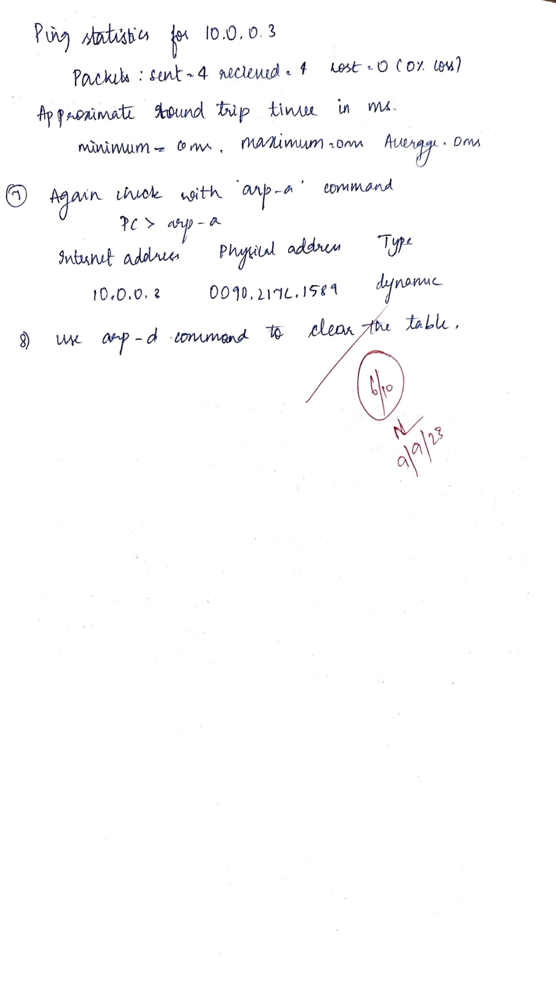 Ping statistics for 10.0.0.3
Packets : sent = 4 recieved = 4 Lost = 0 (0% loss)
Approximate round trip time in ms.
minimum = 0ms, maximum = 0ms Average = 0ms
7 Again check with 'arp-a' command
PC > arp-a
Internet address Physical address Type
10.0.0.3 0090.217C.1589 dynamic
8) Use arp-d command to clear the table.
6/10
N
9/9/23